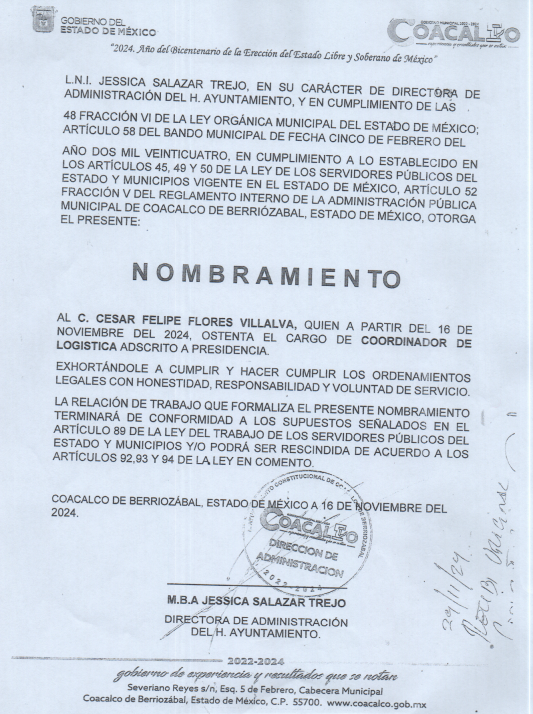 GOBIERNO DEL
ESTADO DE MÉXICO
GOBIERNO MUNICIPAL 2022 - 2024
COACALCO
"2024. Año del Bicentenario de la Erección del Estado Libre y Soberano de México"
L.N.I. JESSICA SALAZAR TREJO, EN SU CARÁCTER DE DIRECTORA DE
ADMINISTRACIÓN DEL H. AYUNTAMIENTO, Y EN CUMPLIMIENTO DE LAS
48 FRACCIÓN VI DE LA LEY ORGÁNICA MUNICIPAL DEL ESTADO DE MÉXICO;
ARTÍCULO 58 DEL BANDO MUNICIPAL DE FECHA CINCO DE FEBRERO DEL
AÑO DOS MIL VEINTICUATRO, EN CUMPLIMIENTO A LO ESTABLECIDO EN
LOS ARTÍCULOS 45, 49 Y 50 DE LA LEY DE LOS SERVIDORES PÚBLICOS DEL
ESTADO Y MUNICIPIOS VIGENTE EN EL ESTADO DE MÉXICO, ARTÍCULO 52
FRACCIÓN V DEL REGLAMENTO INTERNO DE LA ADMINISTRACIÓN PÚBLICA
MUNICIPAL DE COACALCO DE BERRIÓZABAL, ESTADO DE MÉXICO, OTORGA
EL PRESENTE:
NOMBRAMIENTO
AL C. CESAR FELIPE FLORES VILLALVA, QUIEN A PARTIR DEL 16 DE
NOVIEMBRE DEL 2024, OSTENTA EL CARGO DE COORDINADOR DE
LOGISTICA ADSCRITO A PRESIDENCIA.
EXHORTÁNDOLE A CUMPLIR Y HACER CUMPLIR LOS ORDENAMIENTOS
LEGALES CON HONESTIDAD, RESPONSABILIDAD Y VOLUNTAD DE SERVICIO.
LA RELACIÓN DE TRABAJO QUE FORMALIZA EL PRESENTE NOMBRAMIENTO
TERMINARÁ DE CONFORMIDAD A LOS SUPUESTOS SEÑALADOS EN EL
ARTÍCULO 89 DE LA LEY DEL TRABAJO DE LOS SERVIDORES PÚBLICOS DEL
ESTADO Y MUNICIPIOS Y/O PODRÁ SER RESCINDIDA DE ACUERDO A LOS
ARTÍCULOS 92,93 Y 94 DE LA LEY EN COMENTO.
COACALCO DE BERRIOZÁBAL, ESTADO DE MÉXICO A 16 DE NOVIEMBRE DEL
2024.
COACALCO
DIRECCION DE
ADMINISTRACION
2022-2024
M.B.A JESSICA SALAZAR TREJO
DIRECTORA DE ADMINISTRACIÓN
DEL H. AYUNTAMIENTO.
29/11/24
Recibi Original
2022-2024
gobierno de experiencia y resultados que se notan
Severiano Reyes s/n, Esq. 5 de Febrero, Cabecera Municipal
Coacalco de Berriozábal, Estado de México, C.P. 55700. www.coacalco.gob.mx